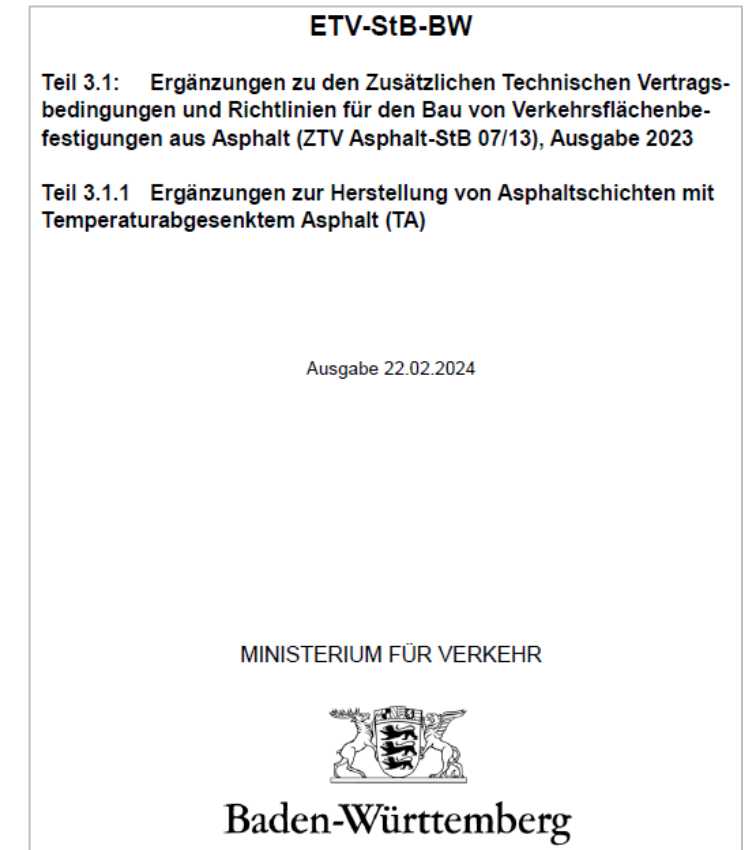 ETV-StB-BW
Teil 3.1: Ergänzungen zu den Zusätzlichen Technischen Vertrags-
bedingungen und Richtlinien für den Bau von Verkehrsflächenbe-
festigungen aus Asphalt (ZTV Asphalt-StB 07/13), Ausgabe 2023
Teil 3.1.1 Ergänzungen zur Herstellung von Asphaltschichten mit
Temperaturabgesenktem Asphalt (TA)
Ausgabe 22.02.2024
MINISTERIUM FÜR VERKEHR
Baden-Württemberg